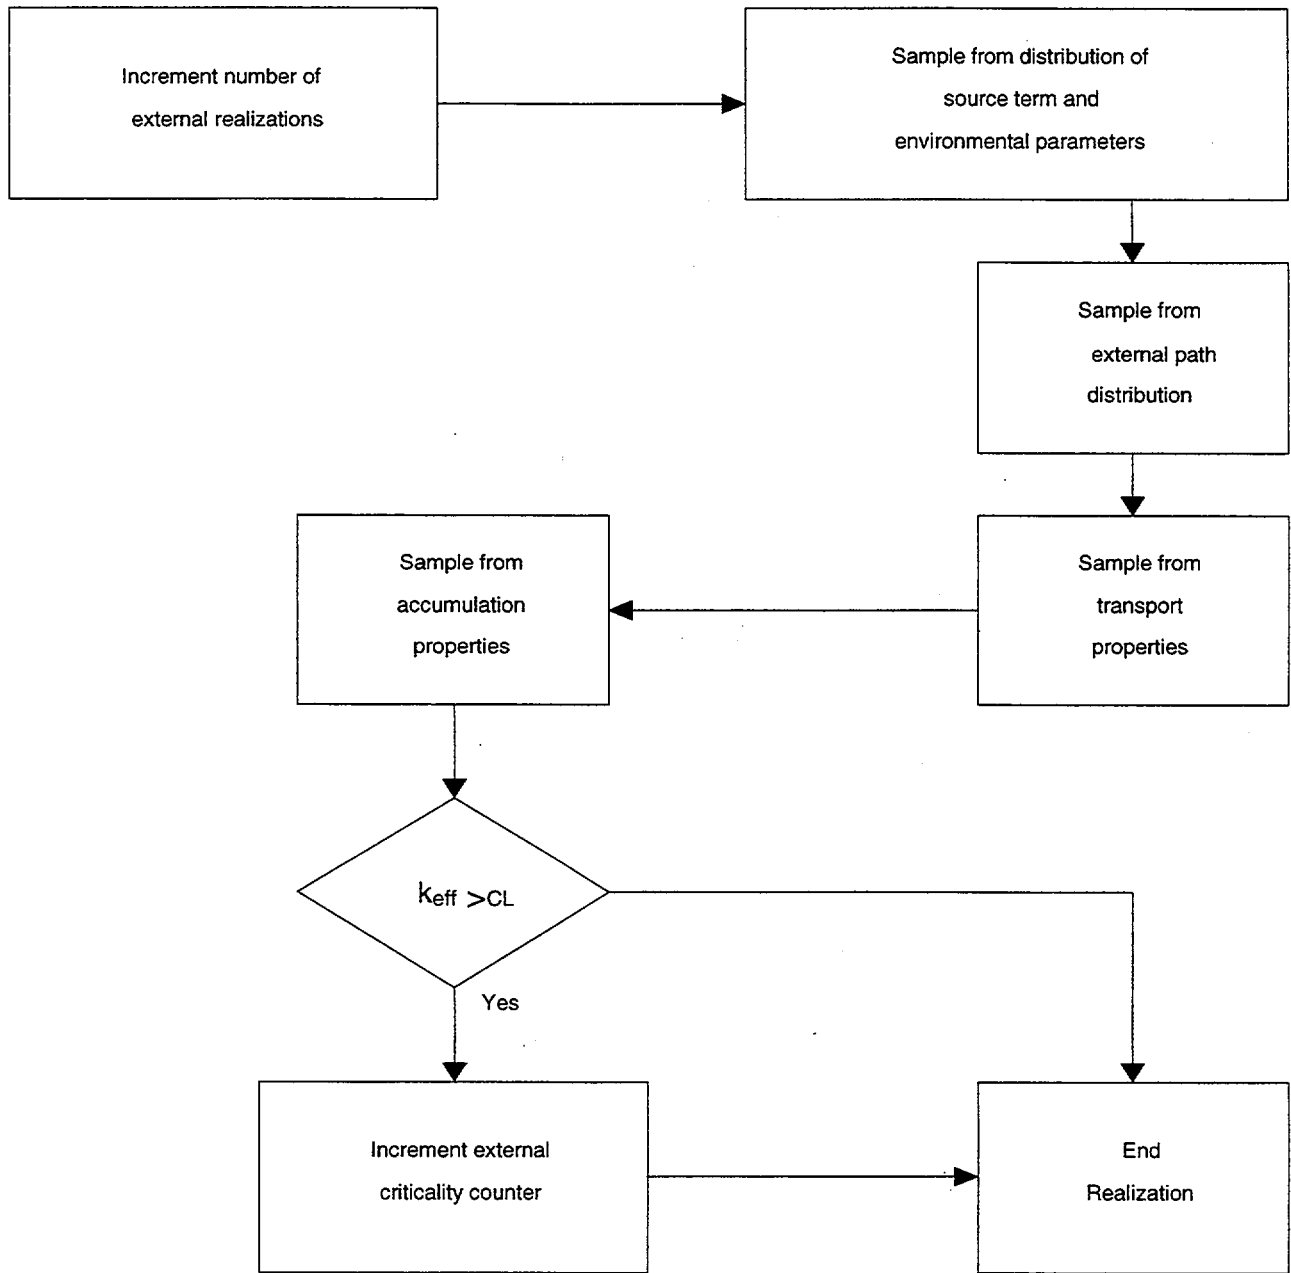 Increment number of
external realizations
Sample from distribution of
source term and
environmental parameters
Sample from
external path
distribution
Sample from
accumulation
properties
Sample from
transport
properties
keff >CL
Yes
Increment external
criticality counter
End
Realization